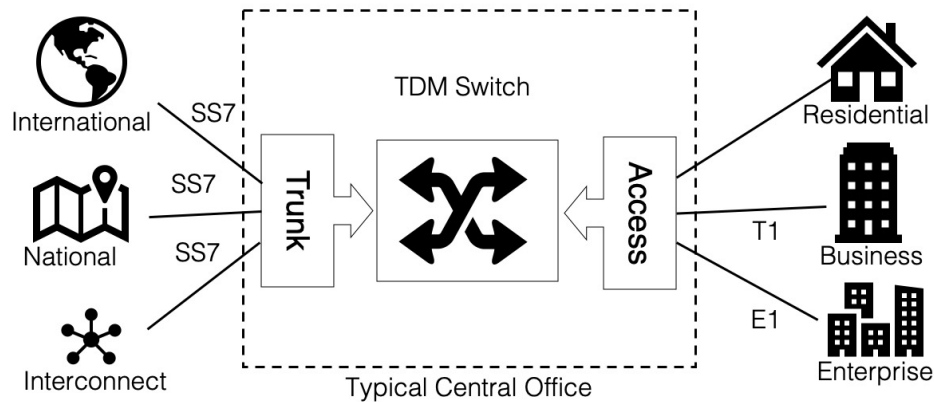 International
SS7
TDM Switch
Residential
Trunk
Access
National
SS7
T1
Business
SS7
E1
Interconnect
Enterprise
Typical Central Office